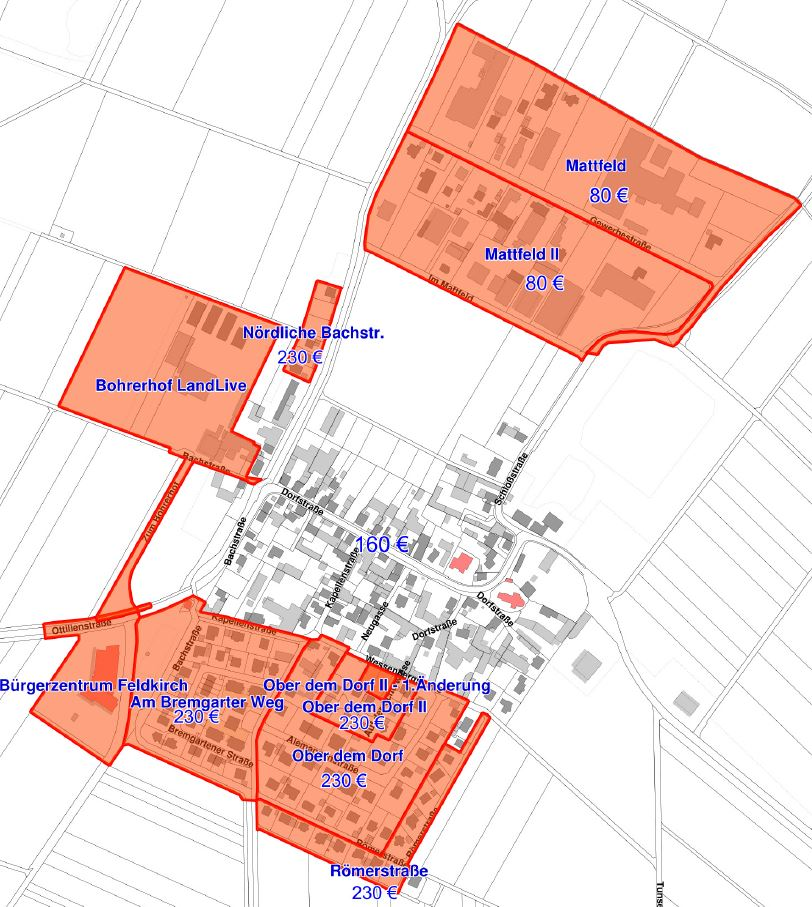 Mattfeld
80 €
Gewerbestraße
Mattfeld II
80 €
Im Mattfeld
Nördliche Bachstr.
230 €
Bohrerhof LandLive
Bachstraße
Schloßstraße
Dorfstraße
Zum Bohrerhof
Bachstraße
160 €
Kapellenstraße
Neugasse
Dorfstraße
Dorfstraße
Ottilienstraße
Kapellenstraße
Bachstraße
Bürgerzentrum Feldkirch
Ober dem Dorf II - 1.Änderung
Am Bremgarter Weg
230 €
Ober dem Dorf II
230 €
Bremgartener Straße
Ober dem Dorf
230 €
Römerstraße
Römerstraße
Römerstraße
230 €
Tunse